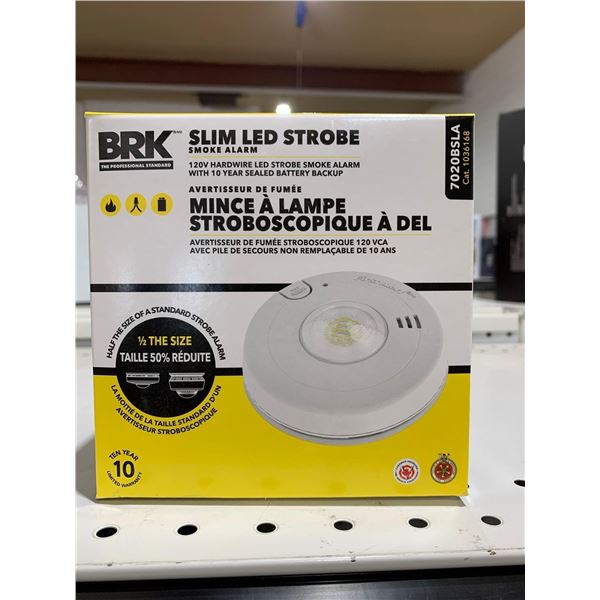 BRK
THE PROFESSIONAL STANDARD
SLIM LED STROBE
SMOKE ALARM
120V HARDWIRE LED STROBE SMOKE ALARM
WITH 10 YEAR SEALED BATTERY BACKUP
AVERTISSEUR DE FUMÉE
MINCE À LAMPE
STROBOSCOPIQUE À DEL
AVERTISSEUR DE FUMÉE STROBOSCOPIQUE 120 VCA
AVEC PILE DE SECOURS NON REMPLAÇABLE DE 10 ANS
7020BSLA
Cat. 1036168
HALF THE SIZE OF A STANDARD STROBE ALARM
½ THE SIZE
TAILLE 50% RÉDUITE
LA MOITIÉ DE LA TAILLE STANDARD D'UN
AVERTISSEUR STROBOSCOPIQUE
TEN YEAR
10
LIMITED WARRANTY